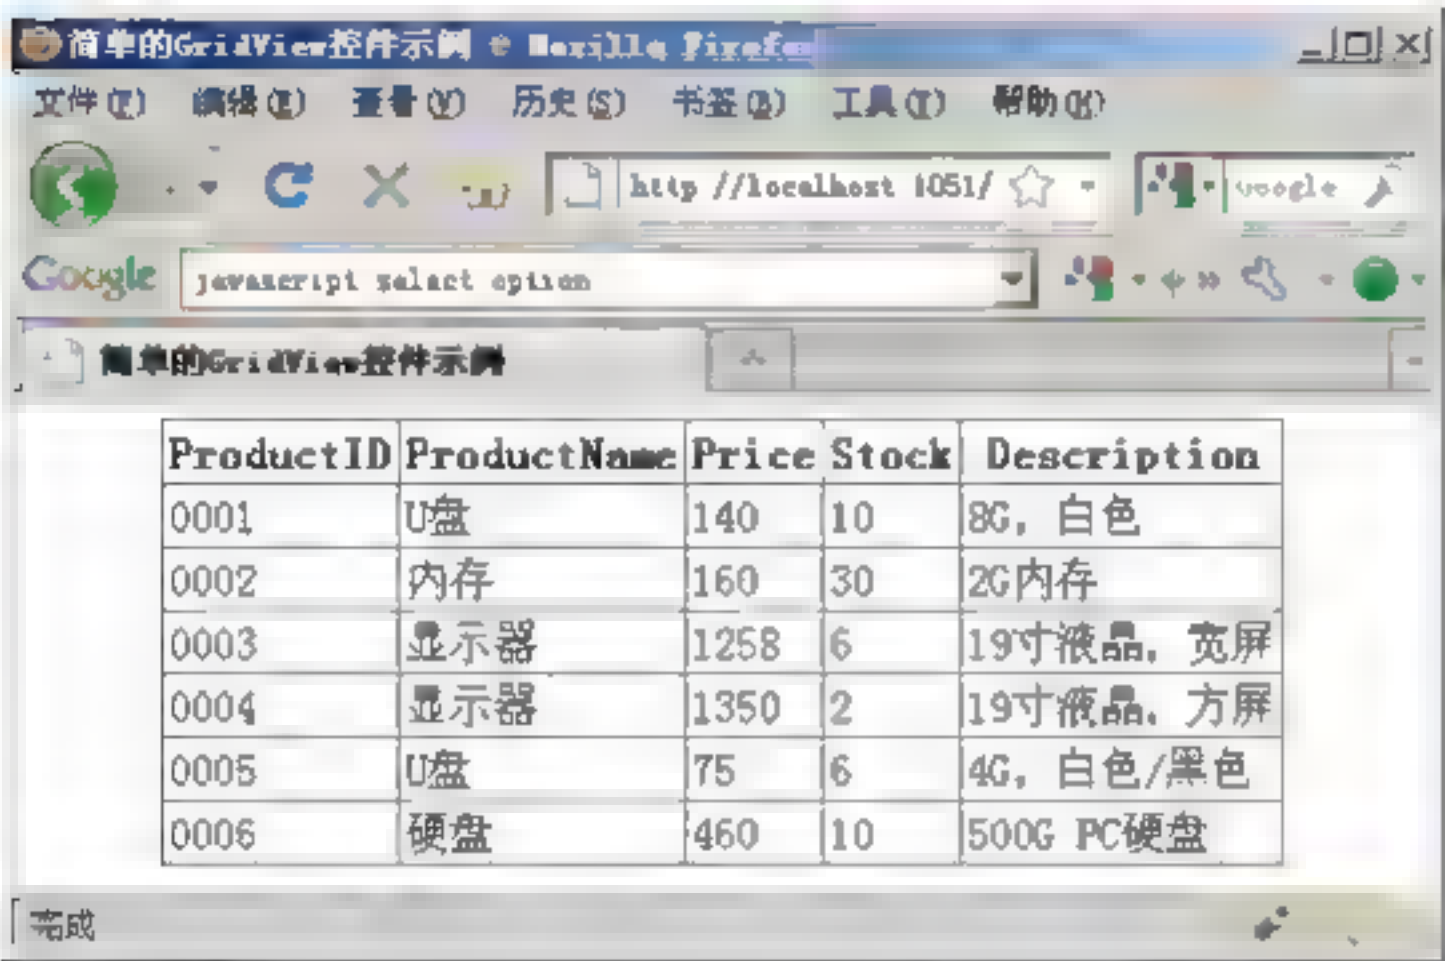 简单的GridView控件示例 - Mozilla Firefox
文件(F) 编辑(E) 查看(V) 历史(S) 书签(B) 工具(T) 帮助(H)
http://localhost:1051/ Google
Google javascript select option
简单的GridView控件示例
ProductID ProductName Price Stock Description
0001 U盘 140 10 8G, 白色
0002 内存 160 30 2G内存
0003 显示器 1258 6 19寸液晶, 宽屏
0004 显示器 1350 2 19寸液晶, 方屏
0005 U盘 75 6 4G, 白色/黑色
0006 硬盘 460 10 500G PC硬盘
完成